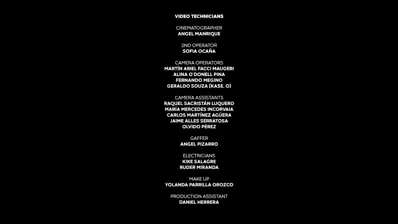 VIDEO TECHNICIANS
CINEMATOGRAPHER
ANGEL MANRIQUE
2ND OPERATOR
SOFIA OCAÑA
CAMERA OPERATORS
MARTÍN ARIEL FACCI MAUGERI
ALINA O'DONELL PINA
FERNANDO MEGINO
GERALDO SOUZA (KASE. O)
CAMERA ASSISTANTS
RAQUEL SACRISTÁN LUQUERO
MARÍA MERCEDES INCORVAIA
CARLOS MARTÍNEZ AGÜERA
JAIME ALLES SERRATOSA
OLVIDO PÉREZ
GAFFER
ANGEL PIZARRO
ELECTRICIANS
KIKE SALAGRE
RUDER MIRANDA
MAKE UP
YOLANDA PARRILLA OROZCO
PRODUCTION ASSISTANT
DANIEL HERRERA